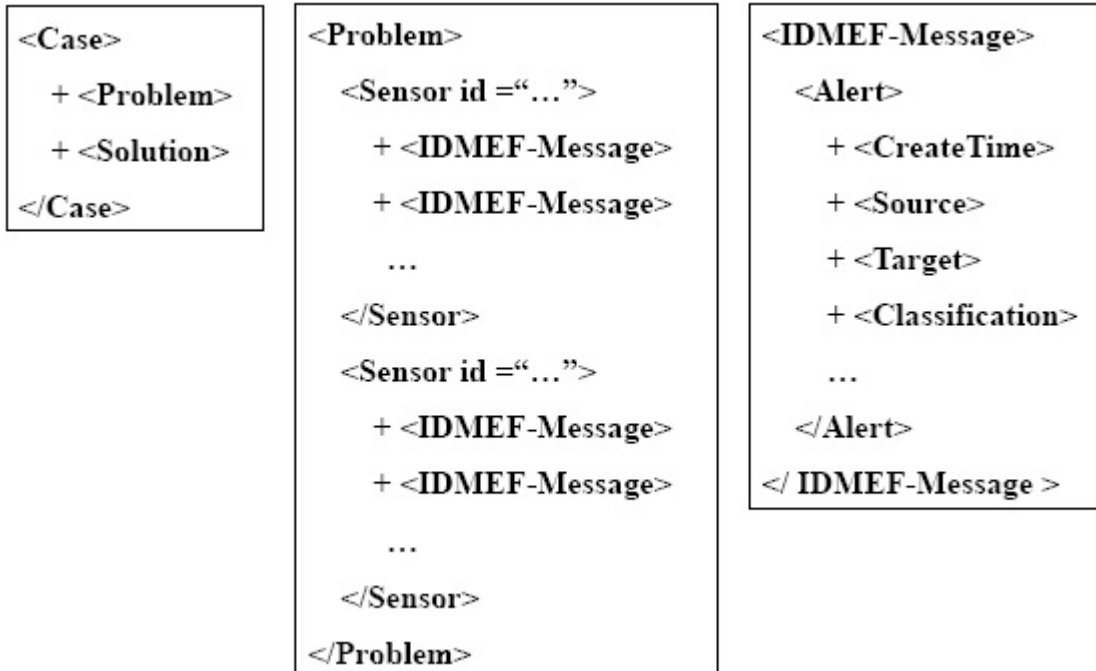 <Case>
+ <Problem>
+ <Solution>
</Case>
<Problem>
<Sensor id =“…”>
+ <IDMEF-Message>
+ <IDMEF-Message>
…
</Sensor>
<Sensor id =“…”>
+ <IDMEF-Message>
+ <IDMEF-Message>
…
</Sensor>
</Problem>
<IDMEF-Message>
<Alert>
+ <CreateTime>
+ <Source>
+ <Target>
+ <Classification>
…
</Alert>
</ IDMEF-Message >